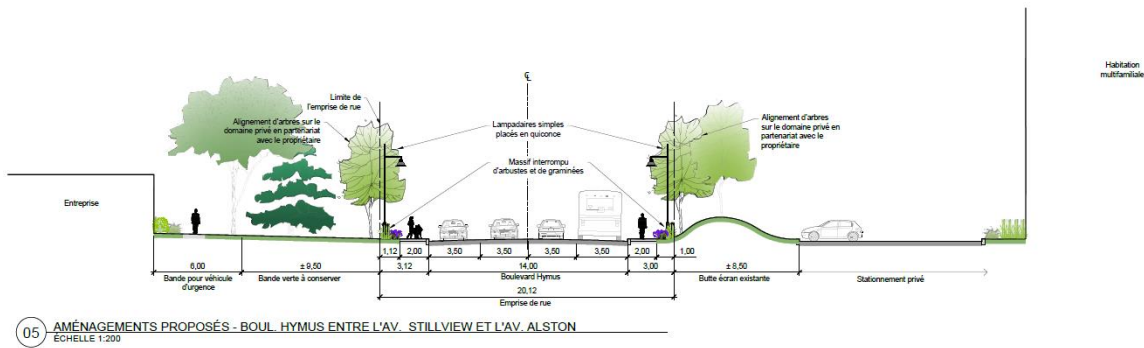 Habitation
multifamiliale
℄
Limite de
l'emprise de rue
Alignement d'arbres sur le
domaine privé en partenariat
avec le propriétaire
Lampadaires simples
placés en quiconce
Alignement d'arbres
sur le domaine privé en
partenariat avec le
propriétaire
Massif interrompu
d'arbustes et de graminées
Entreprise
1,12 2,00 3,50 3,50 3,50 3,50 2,00 1,00
6,00 ± 9,50 3,12 14,00 3,00 ± 8,50
Bande pour véhicule
d'urgence
Bande verte à conserver
Boulevard Hymus
Butte écran existante
Stationnement privé
20,12
Emprise de rue
05 AMÉNAGEMENTS PROPOSÉS - BOUL. HYMUS ENTRE L'AV. STILLVIEW ET L'AV. ALSTON
ÉCHELLE 1:200